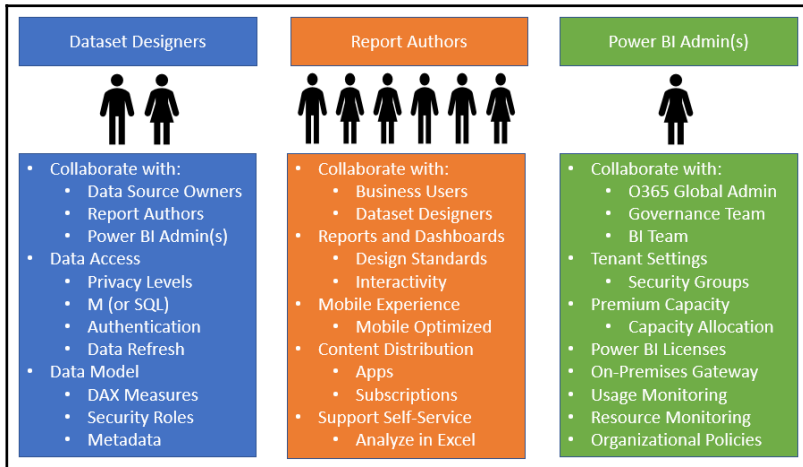 Dataset Designers
• Collaborate with:
• Data Source Owners
• Report Authors
• Power BI Admin(s)
• Data Access
• Privacy Levels
• M (or SQL)
• Authentication
• Data Refresh
• Data Model
• DAX Measures
• Security Roles
• Metadata
Report Authors
• Collaborate with:
• Business Users
• Dataset Designers
• Reports and Dashboards
• Design Standards
• Interactivity
• Mobile Experience
• Mobile Optimized
• Content Distribution
• Apps
• Subscriptions
• Support Self-Service
• Analyze in Excel
Power BI Admin(s)
• Collaborate with:
• O365 Global Admin
• Governance Team
• BI Team
• Tenant Settings
• Security Groups
• Premium Capacity
• Capacity Allocation
• Power BI Licenses
• On-Premises Gateway
• Usage Monitoring
• Resource Monitoring
• Organizational Policies